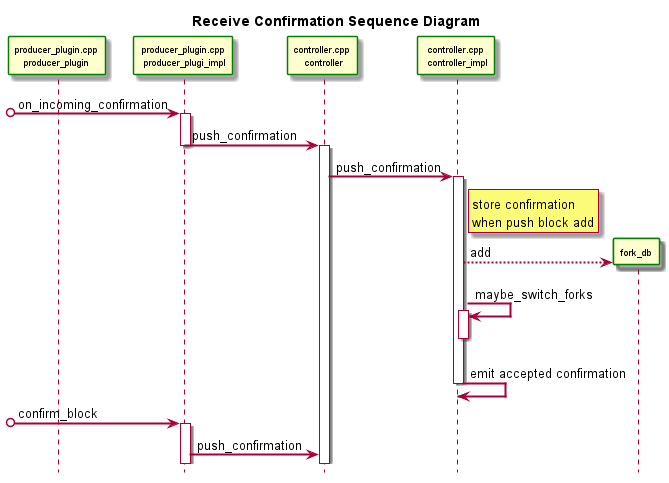 Receive Confirmation Sequence Diagram
producer_plugin.cpp
producer_plugin
producer_plugin.cpp
producer_plugi_impl
controller.cpp
controller
controller.cpp
controller_impl
on_incoming_confirmation
push_confirmation
push_confirmation
store confirmation
when push block add
add
fork_db
maybe_switch_forks
emit accepted confirmation
confirm_block
push_confirmation